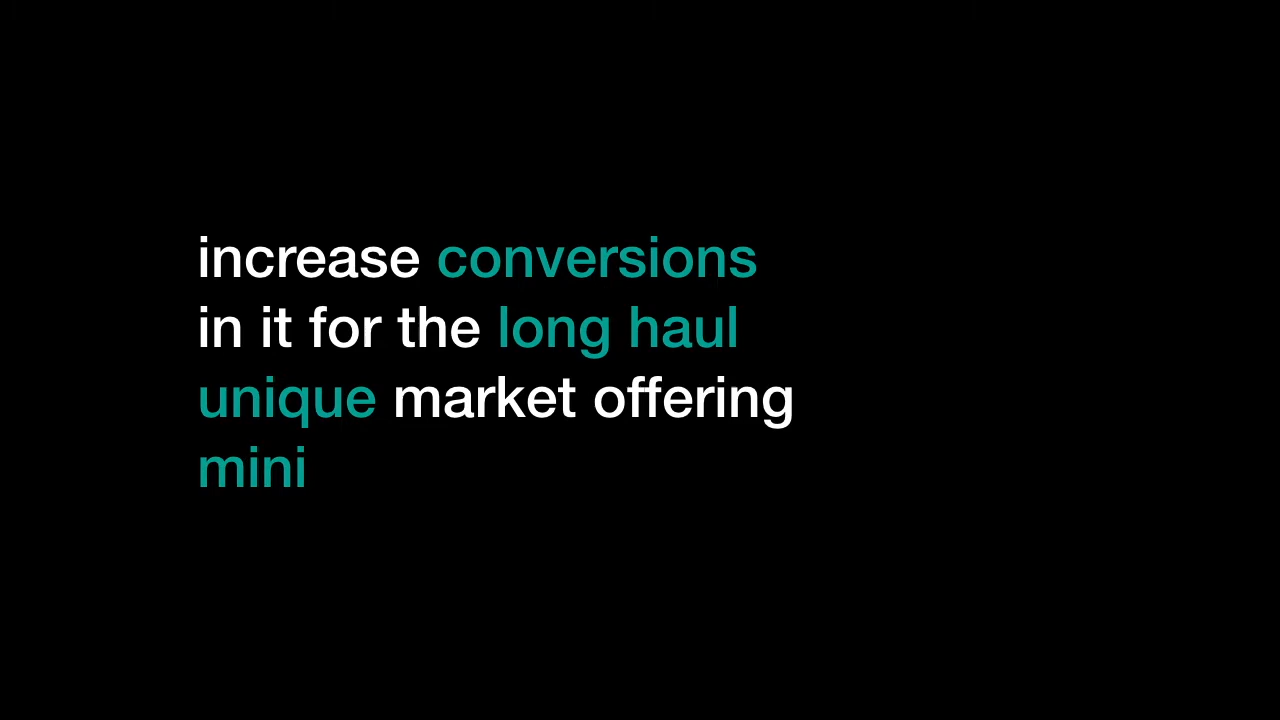 increase conversions
in it for the long haul
unique market offering
mini